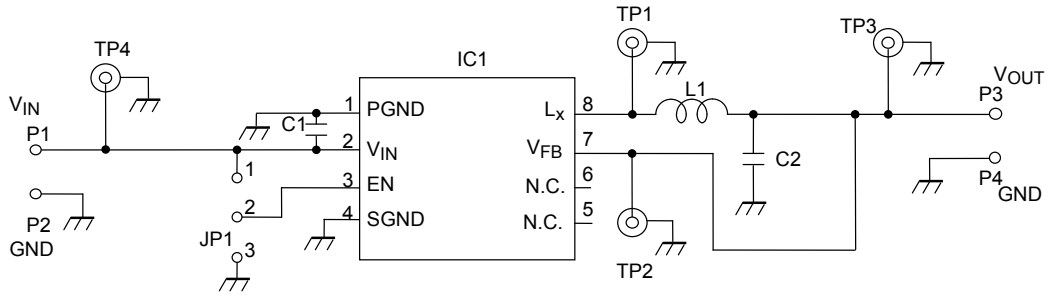 TP1
TP3
TP4
IC1
VOUT
VIN
P1
1
PGND
C1
2
VIN
3
EN
4
SGND
LX
8
L1
P3
VFB
7
N.C.
6
N.C.
5
C2
P4
GND
1
2
JP1
3
P2
GND
TP2